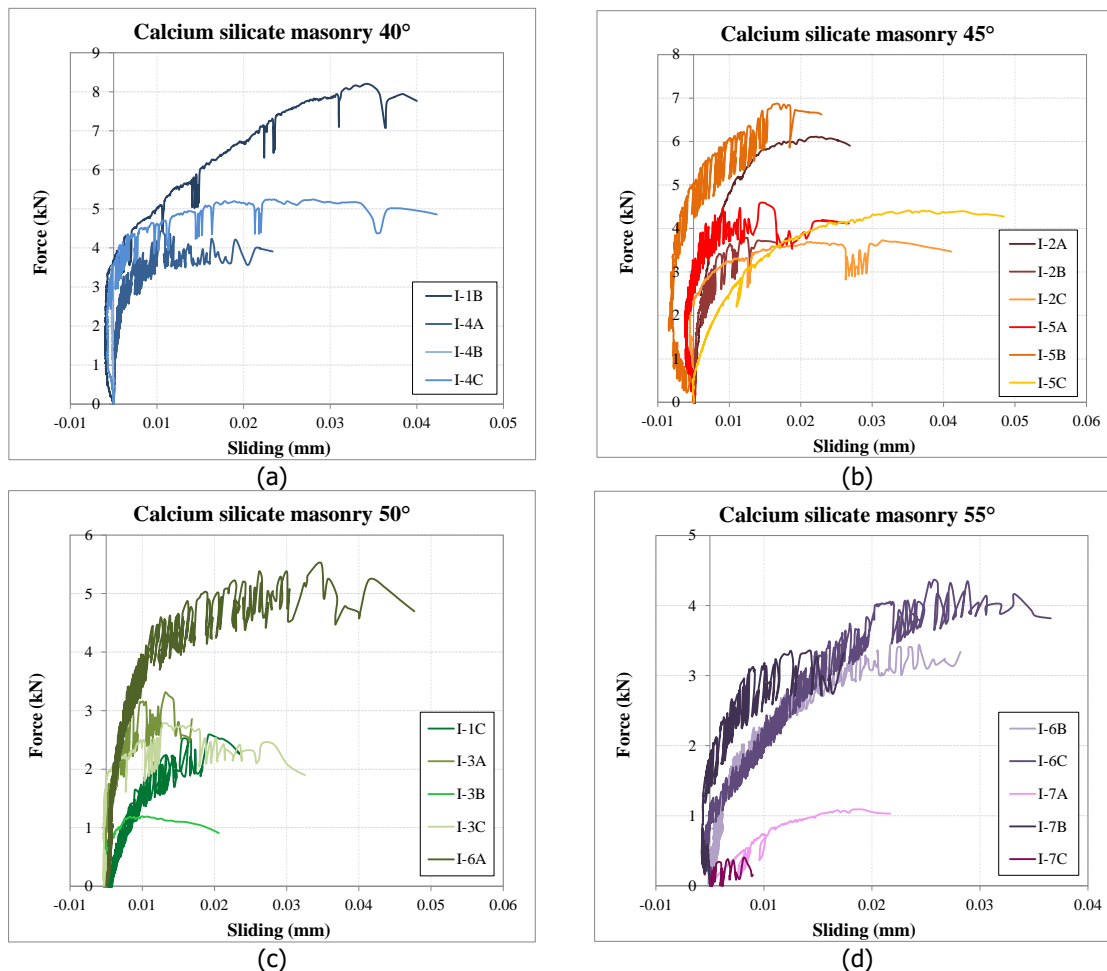 Calcium silicate masonry 40°
Force (kN)
9
8
7
6
5
4
3
2
1
0
-0.01 0.01 0.02 0.03 0.04 0.05
Sliding (mm)
I-1B
I-4A
I-4B
I-4C
(a)
Calcium silicate masonry 45°
Force (kN)
8
7
6
5
4
3
2
1
0
-0.01 0.01 0.02 0.03 0.04 0.05 0.06
Sliding (mm)
I-2A
I-2B
I-2C
I-5A
I-5B
I-5C
(b)
Calcium silicate masonry 50°
Force (kN)
6
5
4
3
2
1
0
-0.01 0.01 0.02 0.03 0.04 0.05 0.06
Sliding (mm)
I-1C
I-3A
I-3B
I-3C
I-6A
(c)
Calcium silicate masonry 55°
Force (kN)
5
4
3
2
1
0
-0.01 0.01 0.02 0.03 0.04
Sliding (mm)
I-6B
I-6C
I-7A
I-7B
I-7C
(d)